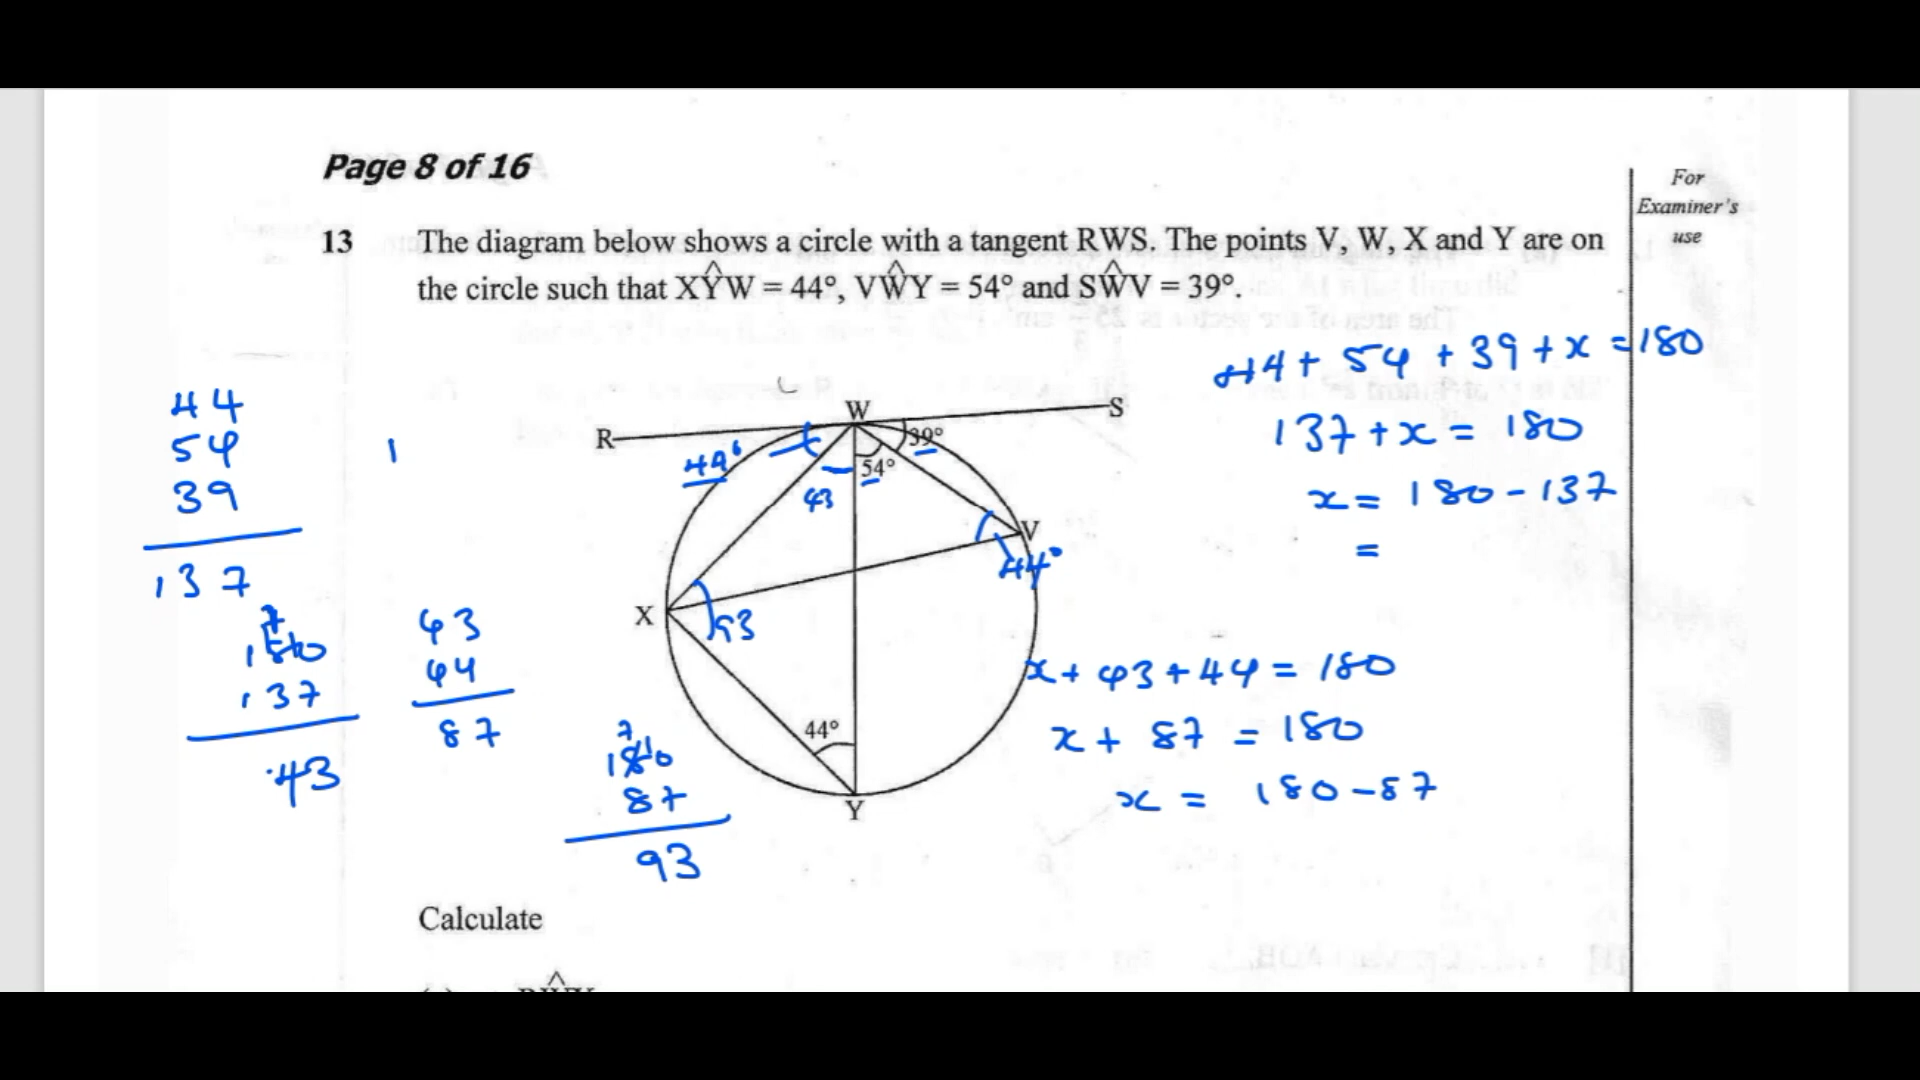 Page 8 of 16
For
Examiner's
use
13 The diagram below shows a circle with a tangent RWS. The points V, W, X and Y are on
the circle such that XŶW = 44°, VŴY = 54° and SŴV = 39°.
44 + 54 + 39 + x = 180
137 + x = 180
x = 180 - 137
=
44
54
39
137
1
R
W
S
39°
54°
44°
43
V
44°
X
93
44°
Y
180
137
43
43
44
87
7
180
87
93
x + 43 + 44 = 180
x + 87 = 180
x = 180 - 87
Calculate